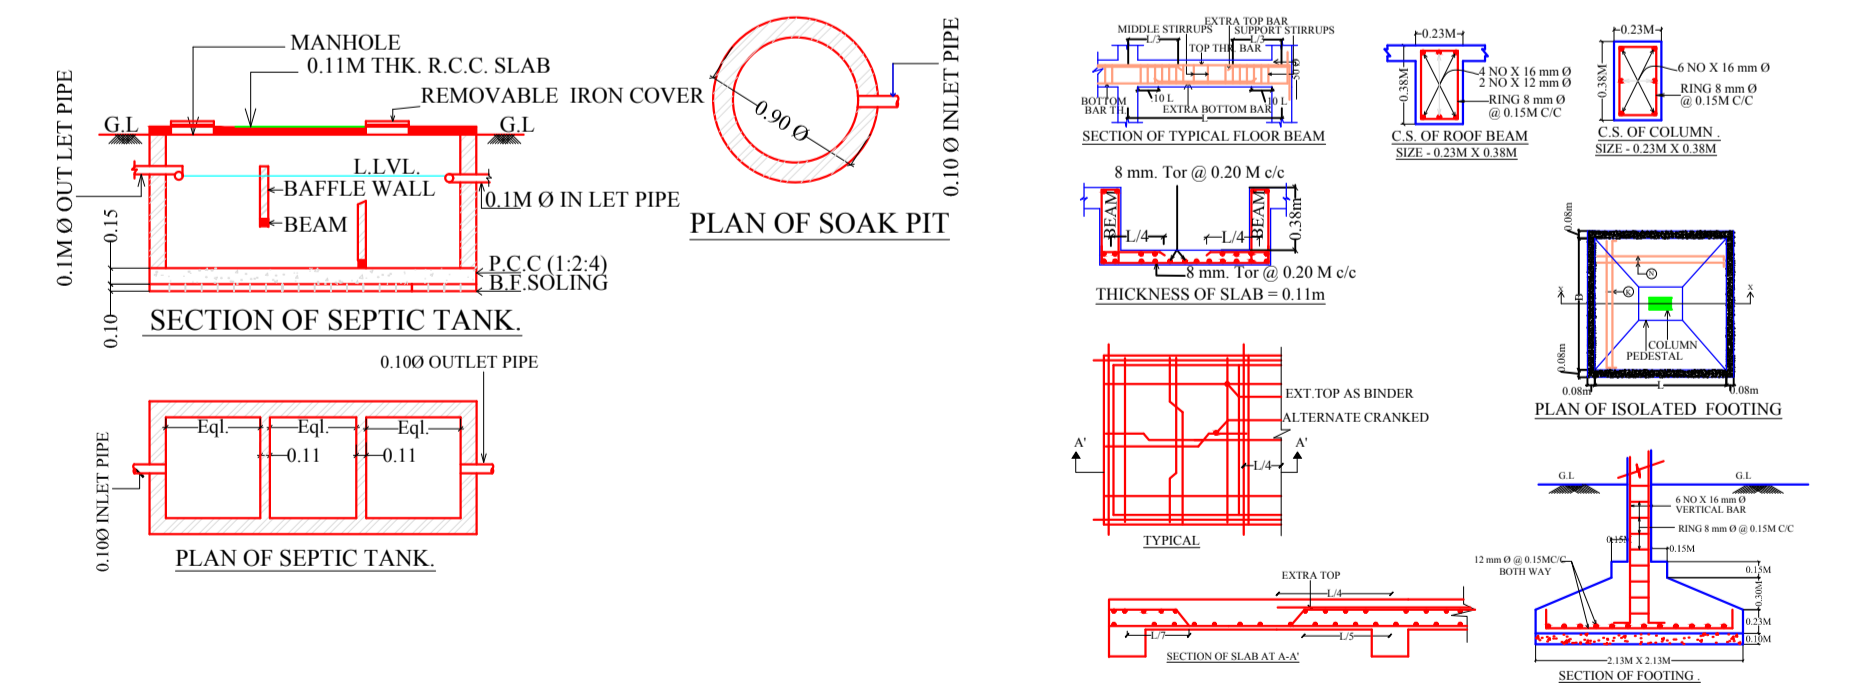 MANHOLE
0.11M THK. R.C.C. SLAB
REMOVABLE IRON COVER
G.L
G.L
0.1M Ø OUT LET PIPE
L.LVL.
BAFFLE WALL
BEAM
0.1M Ø IN LET PIPE
0.15
P.C.C (1:2:4)
B.F.SOLING
0.10
SECTION OF SEPTIC TANK.
0.90 Ø
0.10 Ø INLET PIPE
PLAN OF SOAK PIT
0.10Ø OUTLET PIPE
Eql.
Eql.
Eql.
0.11
0.11
0.10Ø INLET PIPE
PLAN OF SEPTIC TANK.
EXTRA TOP BAR
MIDDLE STIRRUPS
SUPPORT STIRRUPS
L/3
L/3
TOP THR. BAR
50 Ø
BOTTOM
BAR TH.
10 L
EXTRA BOTTOM BAR
10 L
L
SECTION OF TYPICAL FLOOR BEAM
0.23M
0.38M
4 NO X 16 mm Ø
2 NO X 12 mm Ø
RING 8 mm Ø
@ 0.15M C/C
C.S. OF ROOF BEAM
SIZE - 0.23M X 0.38M
0.23M
0.38M
6 NO X 16 mm Ø
RING 8 mm Ø
@ 0.15M C/C
C.S. OF COLUMN .
SIZE - 0.23M X 0.38M
8 mm. Tor @ 0.20 M c/c
BEAM
BEAM
0.38m
L/4
L/4
8 mm. Tor @ 0.20 M c/c
THICKNESS OF SLAB = 0.11m
0.08m
N
K
X
X
B
COLUMN
PEDESTAL
0.08m
0.08m
L
0.08m
PLAN OF ISOLATED FOOTING
EXT.TOP AS BINDER
ALTERNATE CRANKED
A'
A'
L/4
TYPICAL
EXTRA TOP
L/4
L/7
L/5
SECTION OF SLAB AT A-A'
G.L
G.L
6 NO X 16 mm Ø
VERTICAL BAR
RING 8 mm Ø @ 0.15M C/C
0.15M
0.15M
12 mm Ø @ 0.15MC/C
BOTH WAY
0.15M
0.30M
0.23M
0.10M
2.13M X 2.13M
SECTION OF FOOTING .